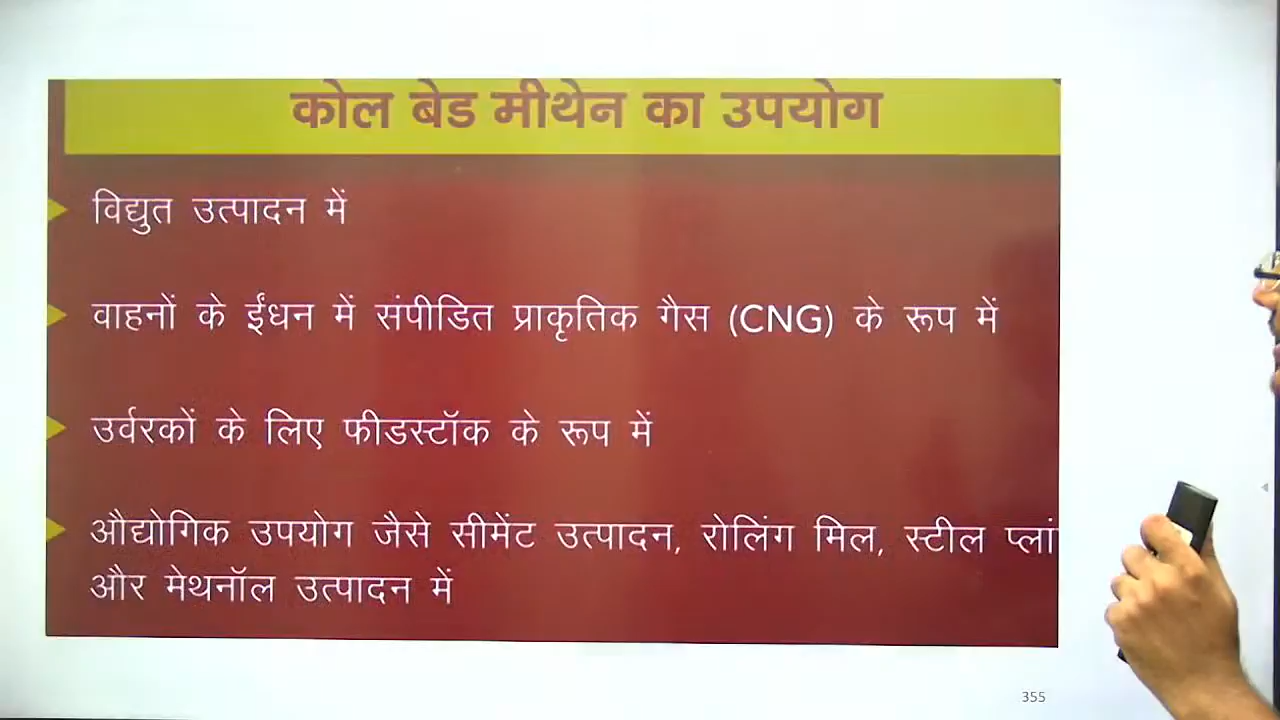 कोल बेड मीथेन का उपयोग
विद्युत उत्पादन में
वाहनों के ईंधन में संपीडित प्राकृतिक गैस (CNG) के रूप में
उर्वरकों के लिए फीडस्टॉक के रूप में
औद्योगिक उपयोग जैसे सीमेंट उत्पादन, रोलिंग मिल, स्टील प्लां
और मेथनॉल उत्पादन में
355